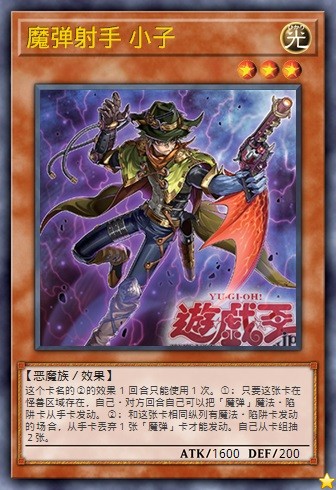 魔弹射手 小子
光
YU-GI-OH!
遊戯王
【恶魔族／效果】
这个卡名的②的效果１回合只能使用１次。①：只要这张卡在
怪兽区域存在，自己·对方回合自己可以把「魔弹」魔法·陷
阱卡从手卡发动。②：和这张卡相同纵列有魔法·陷阱卡发动
的场合，从手卡丢弃１张「魔弹」卡才能发动。自己从卡组抽
２张。
ATK/1600 DEF/200